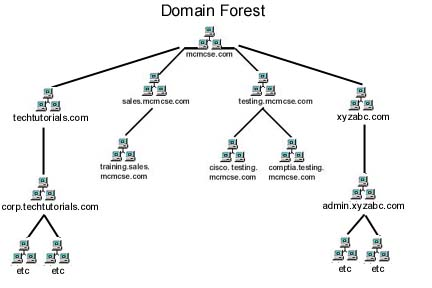 Domain Forest
mcmcse.com
techtutorials.com
sales.mcmcse.com
testing.mcmcse.com
xyzabc.com
training.sales.
mcmcse.com
cisco. testing.
mcmcse.com
comptia.testing.
mcmcse.com
corp.techtutorials.com
admin.xyzabc.com
etc
etc
etc
etc